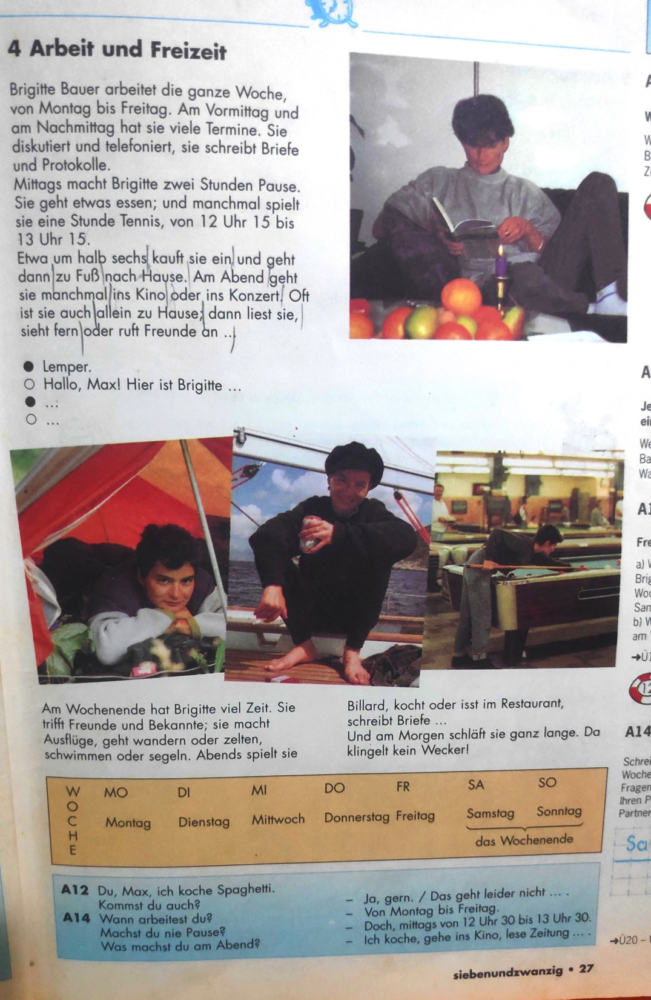 4 Arbeit und Freizeit
Brigitte Bauer arbeitet die ganze Woche,
von Montag bis Freitag. Am Vormittag und
am Nachmittag hat sie viele Termine. Sie
diskutiert und telefoniert, sie schreibt Briefe
und Protokolle.
Mittags macht Brigitte zwei Stunden Pause.
Sie geht etwas essen; und manchmal spielt
sie eine Stunde Tennis, von 12 Uhr 15 bis
13 Uhr 15.
Etwa um halb sechs kauft sie ein und geht
dann zu Fuß nach Hause. Am Abend geht
sie manchmal ins Kino oder ins Konzert. Oft
ist sie auch allein zu Hause; dann liest sie,
sieht fern oder ruft Freunde an ...
● Lemper.
○ Hallo, Max! Hier ist Brigitte ...
● ...
○ ...
Am Wochenende hat Brigitte viel Zeit. Sie
trifft Freunde und Bekannte; sie macht
Ausflüge, geht wandern oder zelten,
schwimmen oder segeln. Abends spielt sie
Billard, kocht oder isst im Restaurant,
schreibt Briefe ...
Und am Morgen schläft sie ganz lange. Da
klingelt kein Wecker!
WOCHE
MO DI MI DO FR SA SO
Montag Dienstag Mittwoch Donnerstag Freitag Samstag Sonntag
das Wochenende
A12 Du, Max, ich koche Spaghetti.
Kommst du auch?
– Ja, gern. / Das geht leider nicht ... .
A14 Wann arbeitest du?
– Von Montag bis Freitag.
Machst du nie Pause?
– Doch, mittags von 12 Uhr 30 bis 13 Uhr 30.
Was machst du am Abend?
– Ich koche, gehe ins Kino, lese Zeitung ... .
siebenundzwanzig • 27
A14
Woche
Fragen
Partner
→Ü20 –